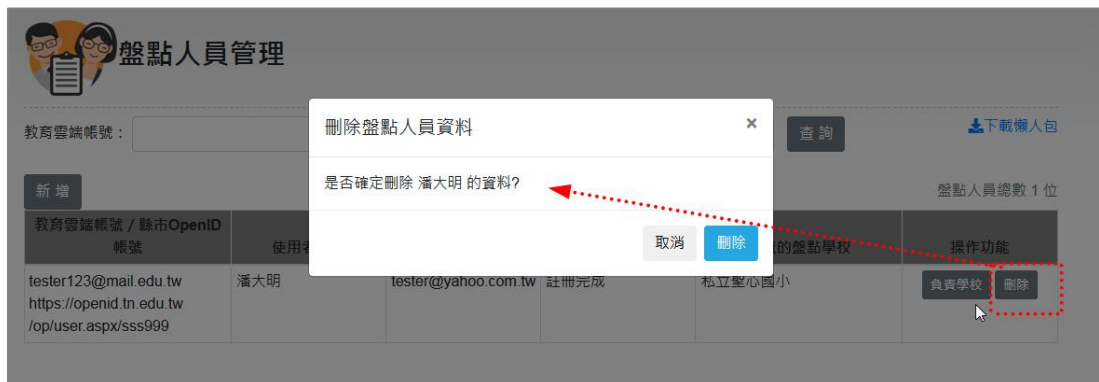 盤點人員管理
刪除盤點人員資料 ×
教育雲端帳號：
查詢
下載懶人包
是否確定刪除 潘大明 的資料?
新增
盤點人員總數 1 位
取消 刪除
教育雲端帳號 / 縣市OpenID
帳號
使用者
的盤點學校
操作功能
tester123@mail.edu.tw
https://openid.tn.edu.tw
/op/user.aspx/sss999
潘大明
tester@yahoo.com.tw
註冊完成
私立聖心國小
負責學校 刪除